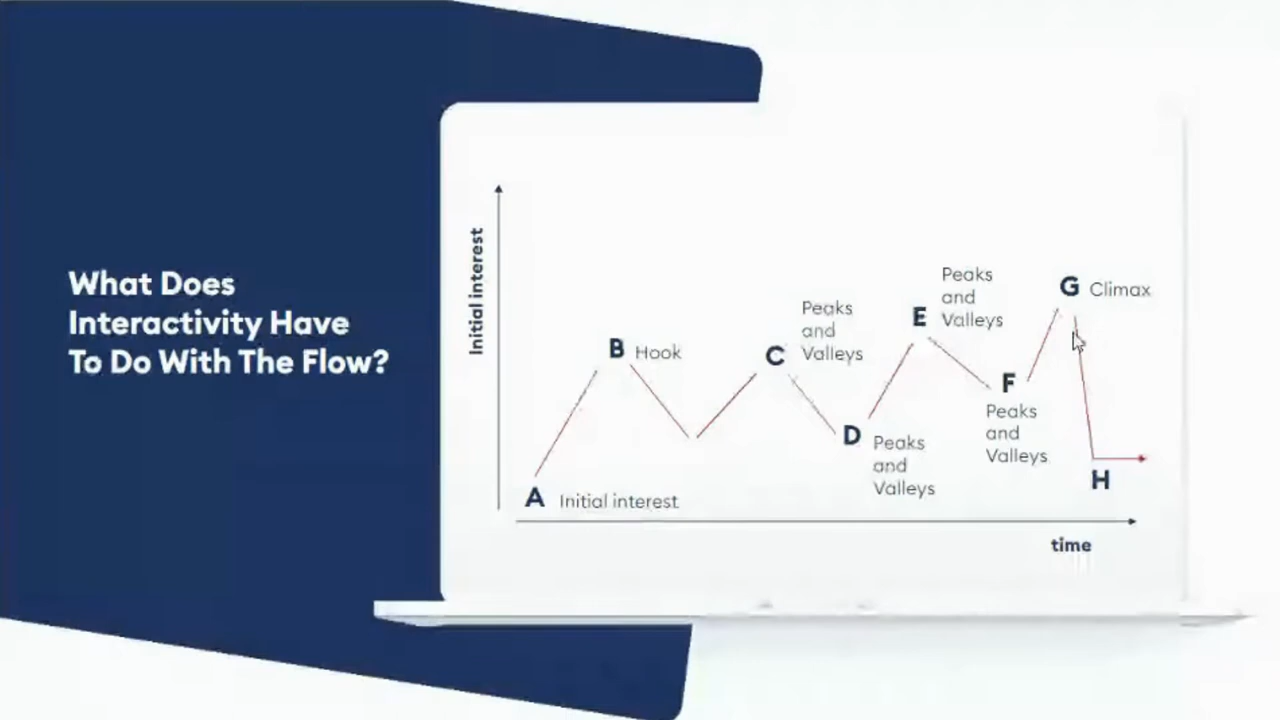 What Does
Interactivity Have
To Do With The Flow?
Initial interest
A Initial interest
B Hook
C Peaks
and
Valleys
D Peaks
and
Valleys
E Peaks
and
Valleys
F
Peaks
and
Valleys
G Climax
H
time